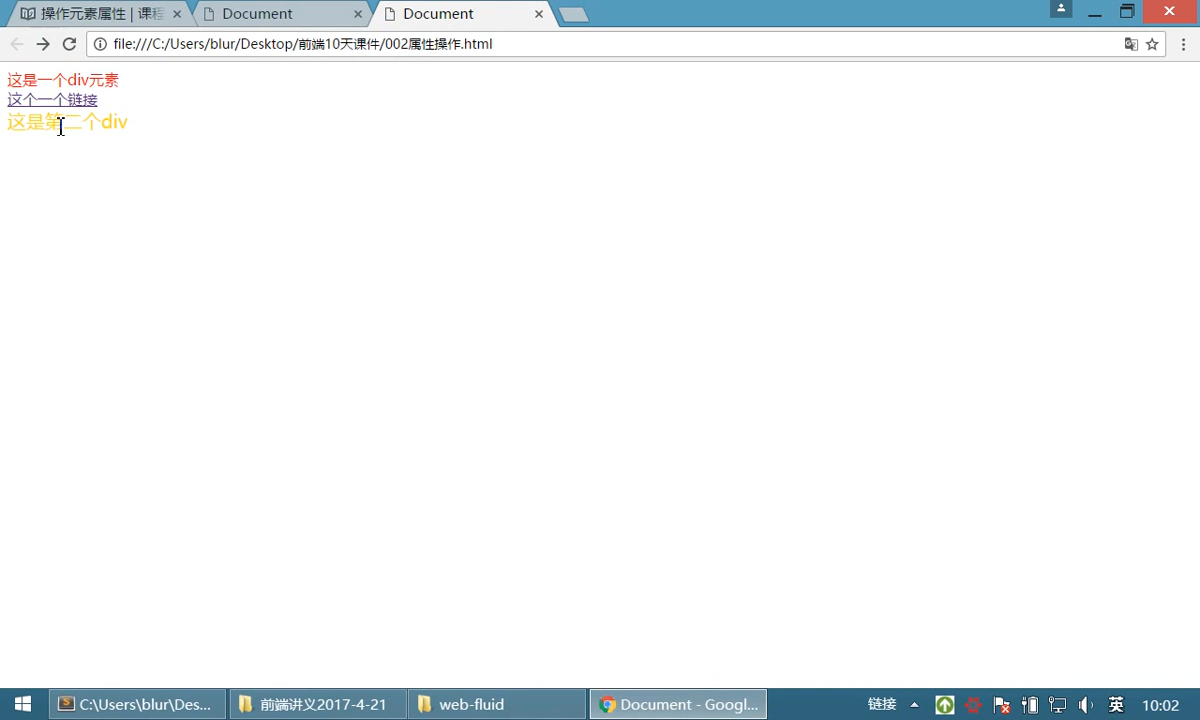 操作元素属性 | 课程
Document
Document
file:///C:/Users/blur/Desktop/前端10天课件/002属性操作.html
这是一个div元素
这个一个链接
这是第二个div
C:\Users\blur\Des...
前端讲义2017-4-21
web-fluid
Document - Googl...
链接
英
10:02